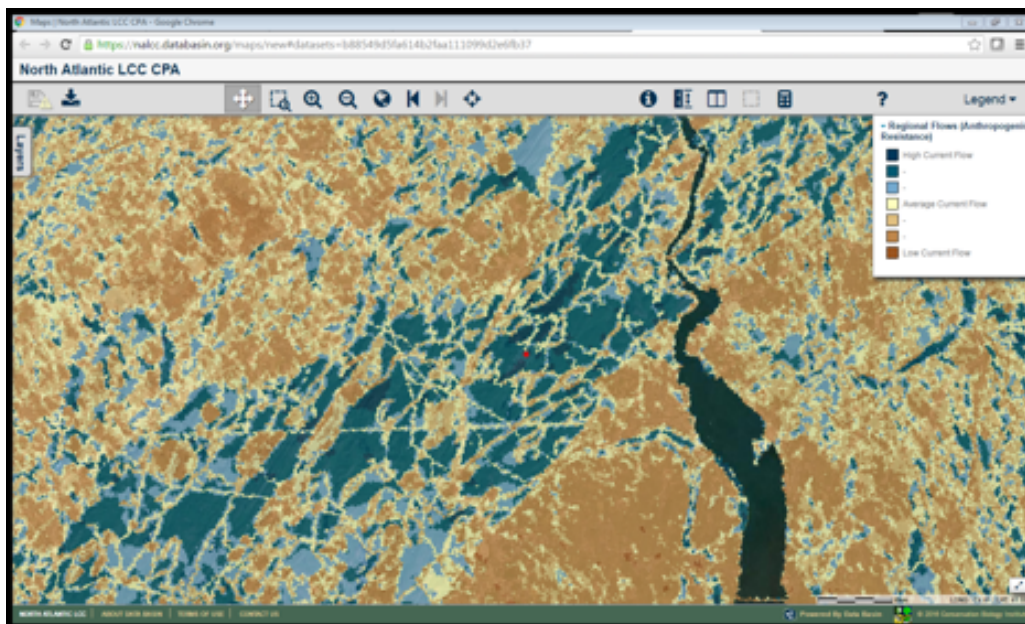 Maps | North Atlantic LCC CPA - Google Chrome
https://nalcc.databasin.org/maps/new#datasets=b88549d5fa614b2faa111099d2e6fb37
North Atlantic LCC CPA
? Legend
Layers
Regional Flows (Anthropogenic
Resistance)
High Current Flow
-
-
Average Current Flow
-
-
Low Current Flow
NORTH ATLANTIC LCC | ABOUT DATA BASIN | TERMS OF USE | CONTACT US
Powered By Data Basin
Conservation Biology